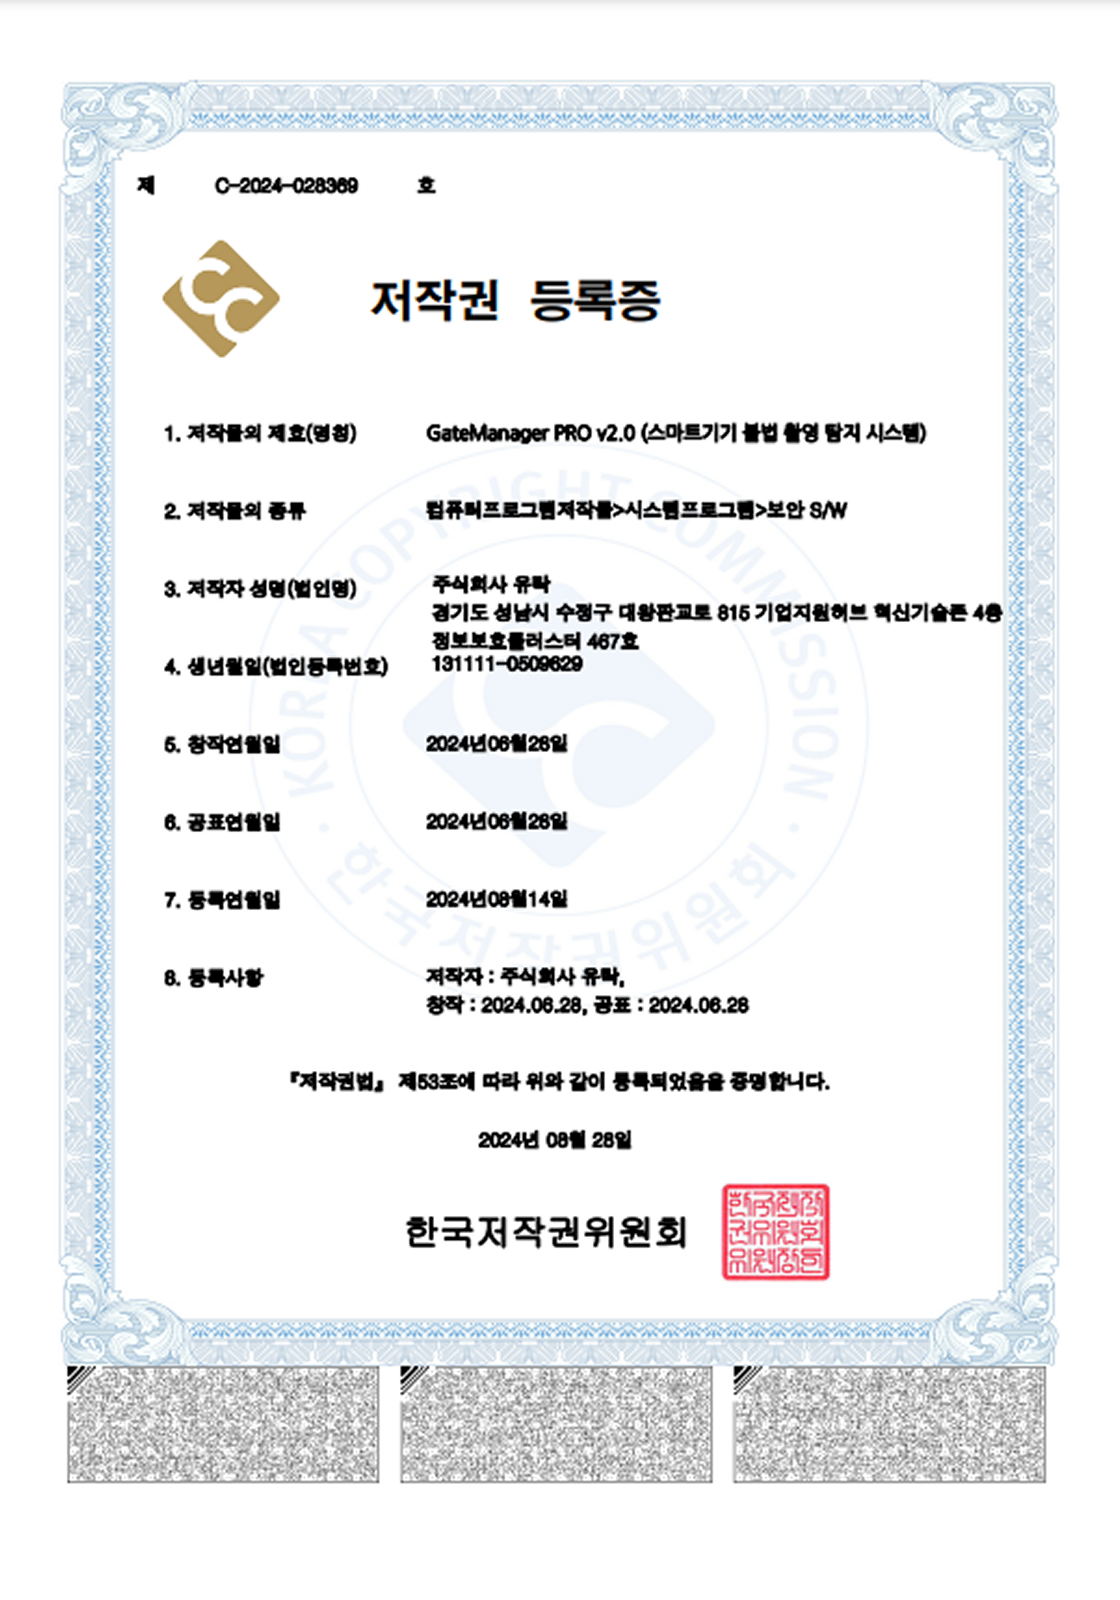 제 C-2024-028369 호
저작권 등록증
1. 저작물의 제호(명칭) GateManager PRO v2.0 (스마트기기 불법 촬영 탐지 시스템)
2. 저작물의 종류 컴퓨터프로그램저작물>시스템프로그램>보안 S/W
3. 저작자 성명(법인명) 주식회사 유락
경기도 성남시 수정구 대왕판교로 815 기업지원허브 혁신기술존 4층
정보보호클러스터 467호
4. 생년월일(법인등록번호) 131111-0509629
5. 창작연월일 2024년06월28일
6. 공표연월일 2024년06월28일
7. 등록연월일 2024년08월14일
8. 등록사항 저작자 : 주식회사 유락,
창작 : 2024.06.28, 공표 : 2024.06.28
『저작권법』 제53조에 따라 위와 같이 등록되었음을 증명합니다.
2024년 08월 28일
한국저작권위원회
KOREA COPYRIGHT COMMISSION
한국저작권위원회